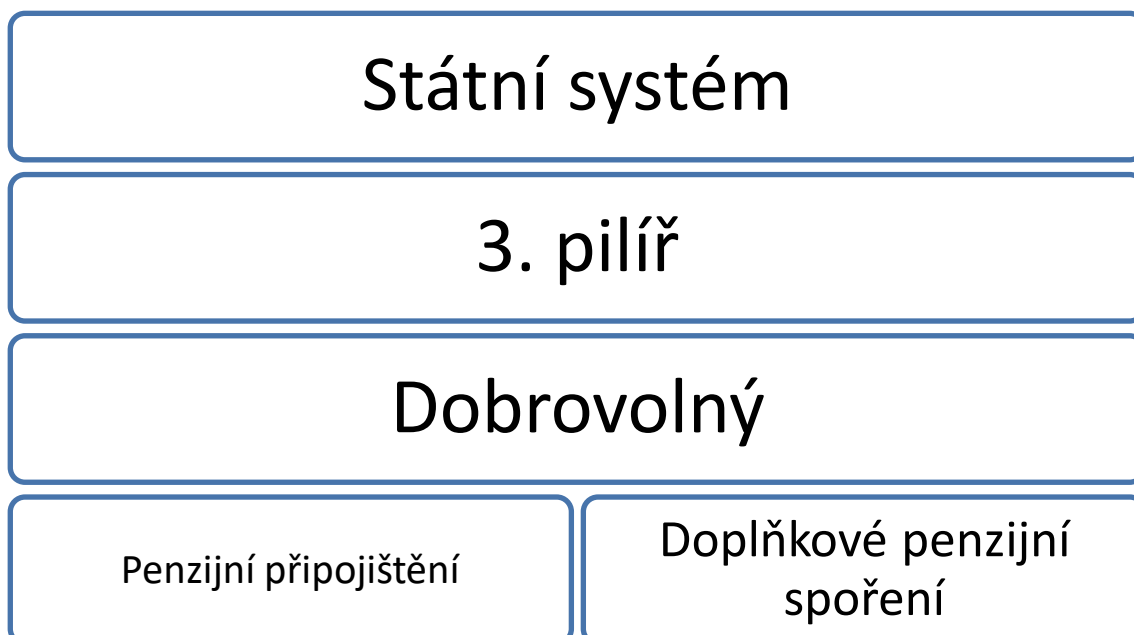 Státní systém
3. pilíř
Dobrovolný
Penzijní připojištění
Doplňkové penzijní
spoření